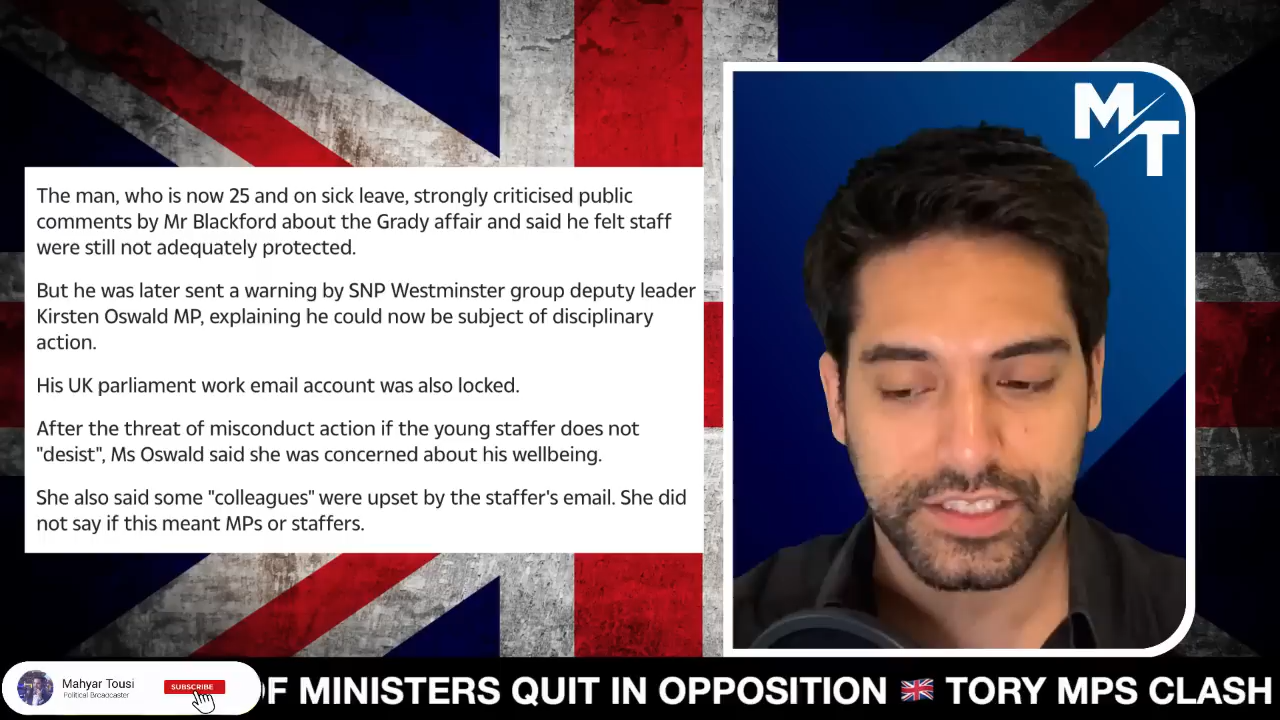 The man, who is now 25 and on sick leave, strongly criticised public
comments by Mr Blackford about the Grady affair and said he felt staff
were still not adequately protected.
But he was later sent a warning by SNP Westminster group deputy leader
Kirsten Oswald MP, explaining he could now be subject of disciplinary
action.
His UK parliament work email account was also locked.
After the threat of misconduct action if the young staffer does not
"desist", Ms Oswald said she was concerned about his wellbeing.
She also said some "colleagues" were upset by the staffer's email. She did
not say if this meant MPs or staffers.
M/T
Mahyar Tousi
Political Broadcaster
SUBSCRIBE
OF MINISTERS QUIT IN OPPOSITION 🇬🇧 TORY MPS CLASH